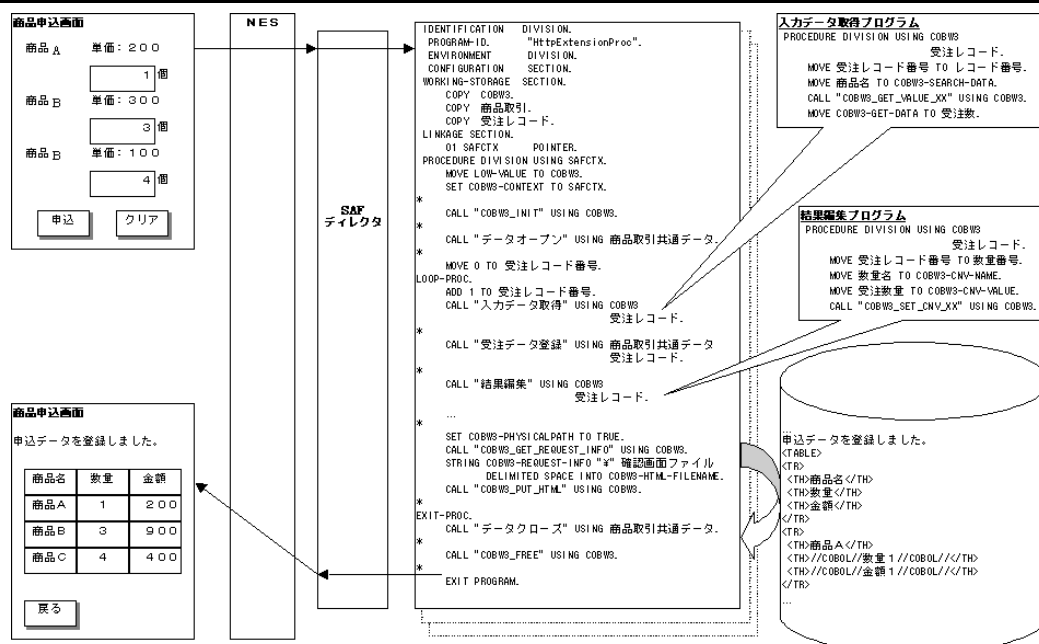 商品申込画面
商品A 単価：200
1 個
商品B 単価：300
3 個
商品B 単価：100
4 個
申込 クリア
NES
SAF
ディレクタ
IDENTIFICATION DIVISION.
PROGRAM-ID. "HttpExtensionProc".
ENVIRONMENT DIVISION.
CONFIGURATION SECTION.
WORKING-STORAGE SECTION.
COPY COBW3.
COPY 商品取引.
COPY 受注レコード.
LINKAGE SECTION.
01 SAFCTX POINTER.
PROCEDURE DIVISION USING SAFCTX.
MOVE LOW-VALUE TO COBW3.
SET COBW3-CONTEXT TO SAFCTX.
*
CALL "COBW3_INIT" USING COBW3.
*
CALL "データオープン" USING 商品取引共通データ.
*
MOVE 0 TO 受注レコード番号.
LOOP-PROC.
ADD 1 TO 受注レコード番号.
CALL "入力データ取得" USING COBW3
受注レコード.
*
CALL "受注データ登録" USING 商品取引共通データ
受注レコード.
*
CALL "結果編集" USING COBW3
受注レコード.
...
*
SET COBW3-PHYSICALPATH TO TRUE.
CALL "COBW3_GET_REQUEST_INFO" USING COBW3.
STRING COBW3-REQUEST-INFO "¥" 確認画面ファイル
DELIMITED SPACE INTO COBW3-HTML-FILENAME.
CALL "COBW3_PUT_HTML" USING COBW3.
*
EXIT-PROC.
CALL "データクローズ" USING 商品取引共通データ.
*
CALL "COBW3_FREE" USING COBW3.
*
EXIT PROGRAM.
入力データ取得プログラム
PROCEDURE DIVISION USING COBW3
受注レコード.
MOVE 受注レコード番号 TO レコード番号.
MOVE 商品名 TO COBW3-SEARCH-DATA.
CALL "COBW3_GET_VALUE_XX" USING COBW3.
MOVE COBW3-GET-DATA TO 受注数.
結果編集プログラム
PROCEDURE DIVISION USING COBW3
受注レコード.
MOVE 受注レコード番号 TO 数量番号.
MOVE 数量名 TO COBW3-CNV-NAME.
MOVE 受注数量 TO COBW3-CNV-VALUE.
CALL "COBW3_SET_CNV_XX" USING COBW3.
...
申込データを登録しました。
<TABLE>
<TR>
<TH>商品名</TH>
<TH>数量</TH>
<TH>金額</TH>
</TR>
<TR>
<TH>商品A</TH>
<TH>//COBOL//数量1//COBOL//</TH>
<TH>//COBOL//金額1//COBOL//</TH>
</TR>
...
商品申込画面
申込データを登録しました。
商品名 数量 金額
商品A 1 200
商品B 3 900
商品C 4 400
戻る